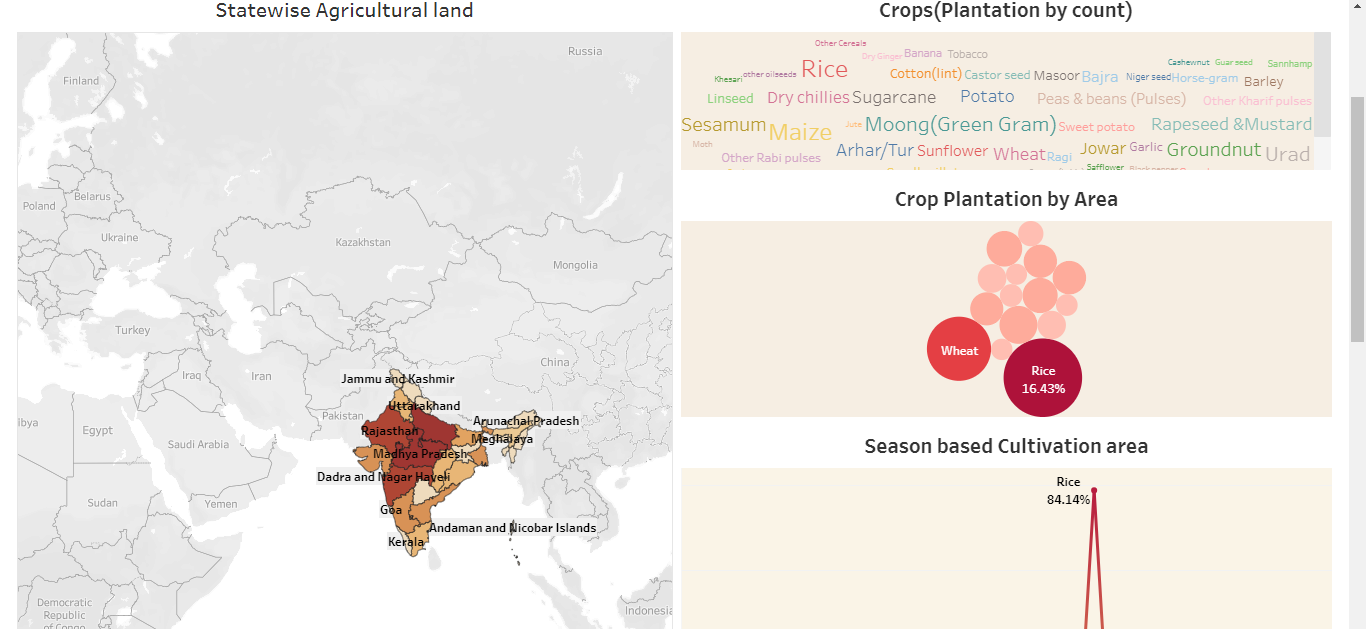 Statewise Agricultural land
Russia
Finland
Belarus
Poland
Ukraine
Kazakhstan
Mongolia
Turkey
China
Iraq
Iran
Pakistan
Egypt
Saudi Arabia
Sudan
Yemen
Democratic
Republic
Indonesia
Jammu and Kashmir
Uttarakhand
Arunachal Pradesh
Rajasthan
Meghalaya
Madhya Pradesh
Dadra and Nagar Haveli
Goa
Andaman and Nicobar Islands
Kerala
Crops(Plantation by count)
Other Cereals
Dry Ginger Banana Tobacco
Cashewnut Guar seed Sannhamp
Khesari other oilseeds Rice Cotton(lint) Castor seed Masoor Bajra Niger seed Horse-gram Barley
Linseed Dry chillies Sugarcane Potato Peas & beans (Pulses) Other Kharif pulses
Sesamum Maize Jute Moong(Green Gram) Sweet potato Rapeseed &Mustard
Moth Other Rabi pulses Arhar/Tur Sunflower Wheat Ragi Jowar Garlic Groundnut Urad
Safflower
Crop Plantation by Area
Wheat
Rice
16.43%
Season based Cultivation area
Rice
84.14%